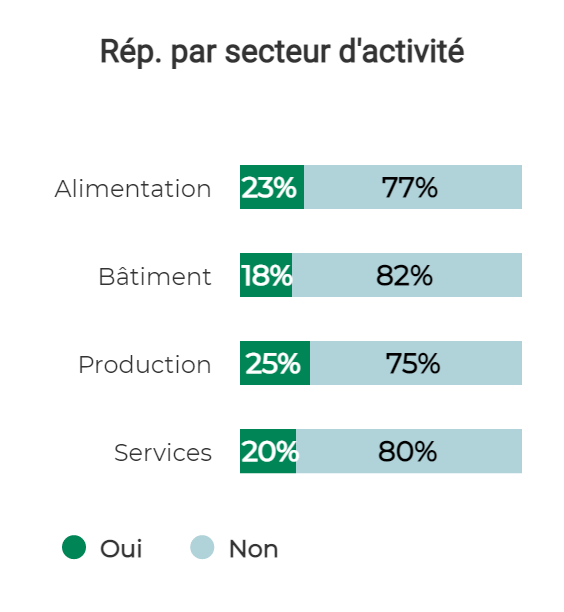 Rép. par secteur d'activité
Alimentation 23% 77%
Bâtiment 18% 82%
Production 25% 75%
Services 20% 80%
Oui Non